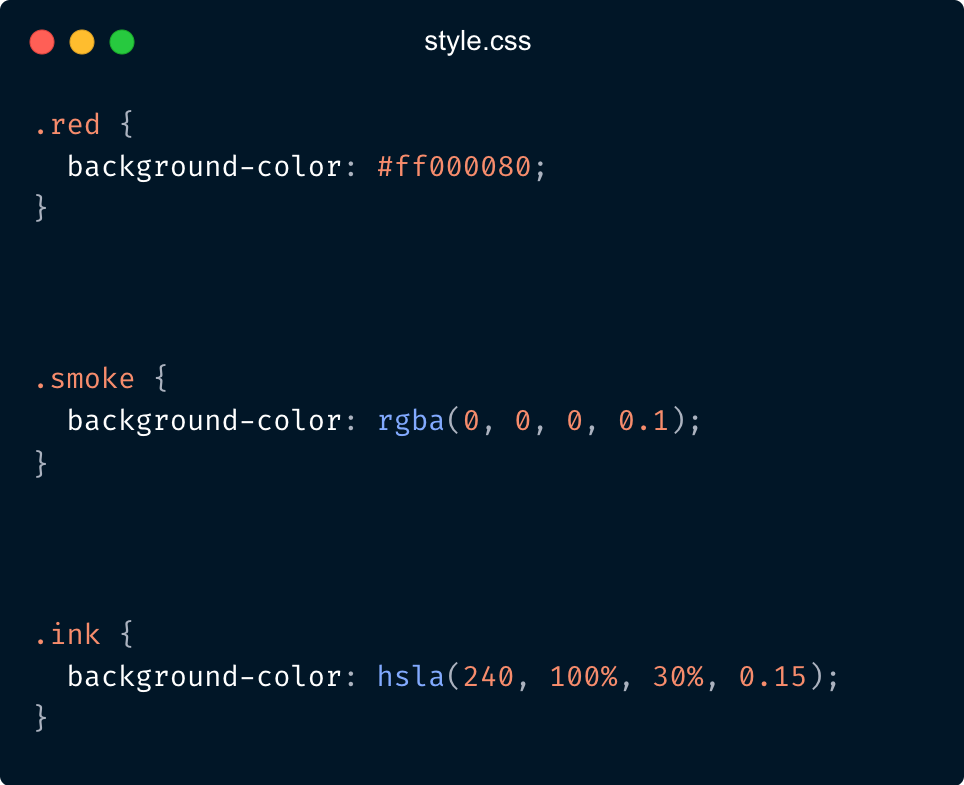 style.css
.red {
  background-color: #ff000080;
}
.smoke {
  background-color: rgba(0, 0, 0, 0.1);
}
.ink {
  background-color: hsla(240, 100%, 30%, 0.15);
}